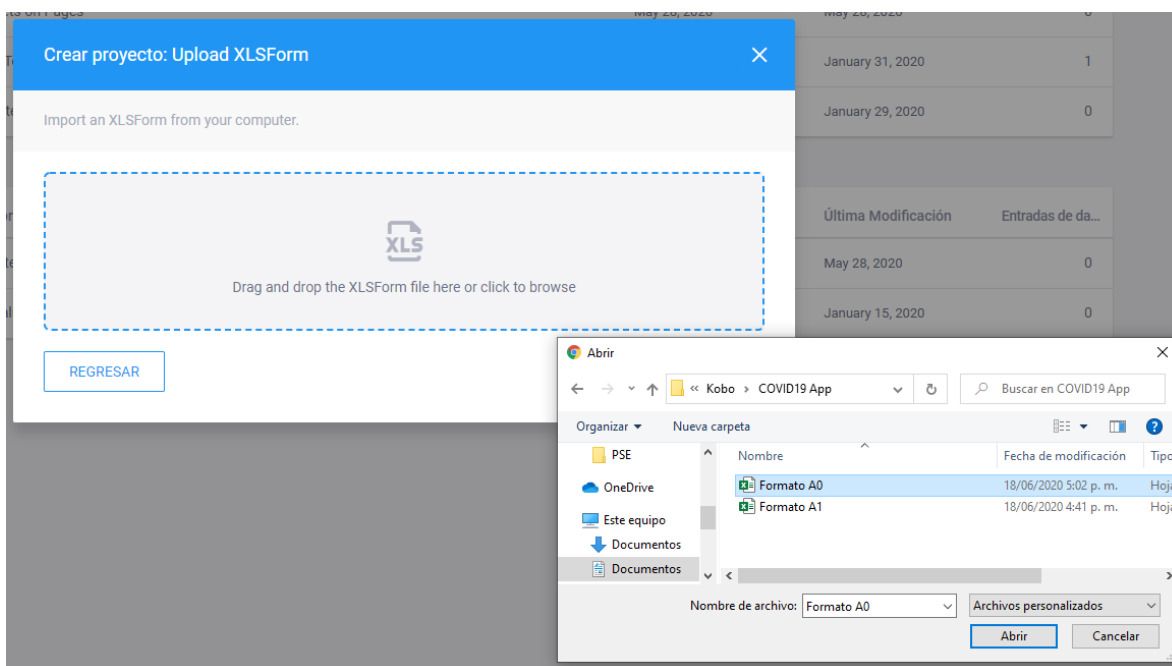 May 28, 2020 May 28, 2020 0
Crear proyecto: Upload XLSForm
January 31, 2020 1
Import an XLSForm from your computer.
January 29, 2020 0
XLS
Drag and drop the XLSForm file here or click to browse
Última Modificación Entradas de da...
May 28, 2020 0
January 15, 2020 0
REGRESAR
Abrir
« Kobo > COVID19 App Buscar en COVID19 App
Organizar Nueva carpeta
PSE Nombre Fecha de modificación Tipo
OneDrive Formato A0 18/06/2020 5:02 p. m. Hoja
Formato A1 18/06/2020 4:41 p. m. Hoja
Este equipo
Documentos
Documentos
Nombre de archivo: Formato A0 Archivos personalizados
Abrir Cancelar